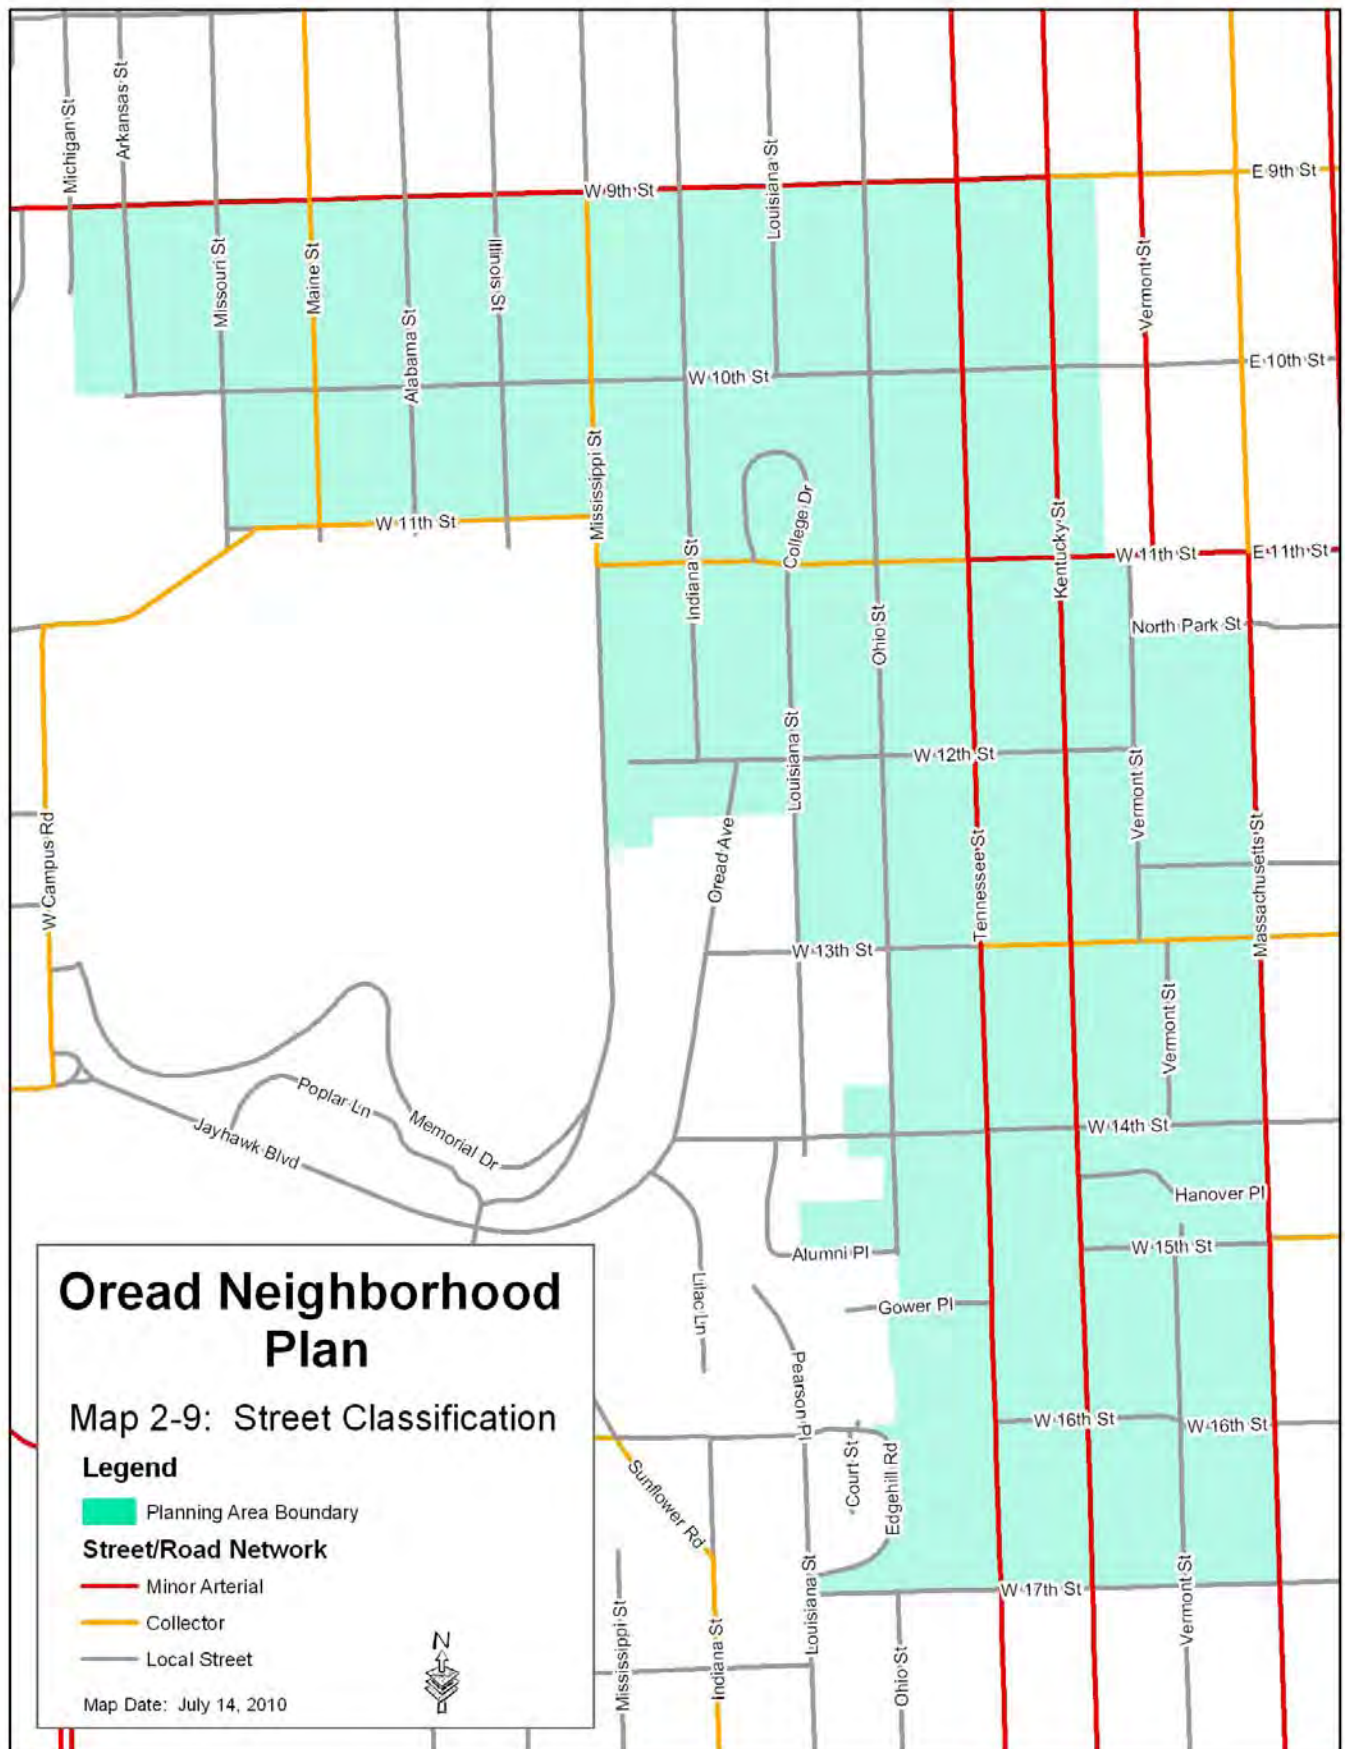 Michigan St
Arkansas St
Louisiana St
W 9th St
E 9th St
Missouri St
Maine St
Illinois St
Alabama St
Vermont St
W 10th St
E 10th St
Mississippi St
College Dr
Kentucky St
W 11th St
W 11th St
E 11th St
Indiana St
Ohio St
North Park St
Louisiana St
W 12th St
Vermont St
Oread Ave
Tennessee St
Massachusetts St
W Campus Rd
W 13th St
Vermont St
Poplar Ln
Memorial Dr
Jayhawk Blvd
W 14th St
Hanover Pl
Alumni Pl
W 15th St
Lilac Ln
Gower Pl
Pearson Pl
W 16th St
W 16th St
Sunflower Rd
Court St
Edgehill Rd
W 17th St
Louisiana St
Vermont St
Mississippi St
Indiana St
Ohio St
Oread Neighborhood
Plan
Map 2-9: Street Classification
Legend
Planning Area Boundary
Street/Road Network
Minor Arterial
Collector
Local Street
N
Map Date: July 14, 2010